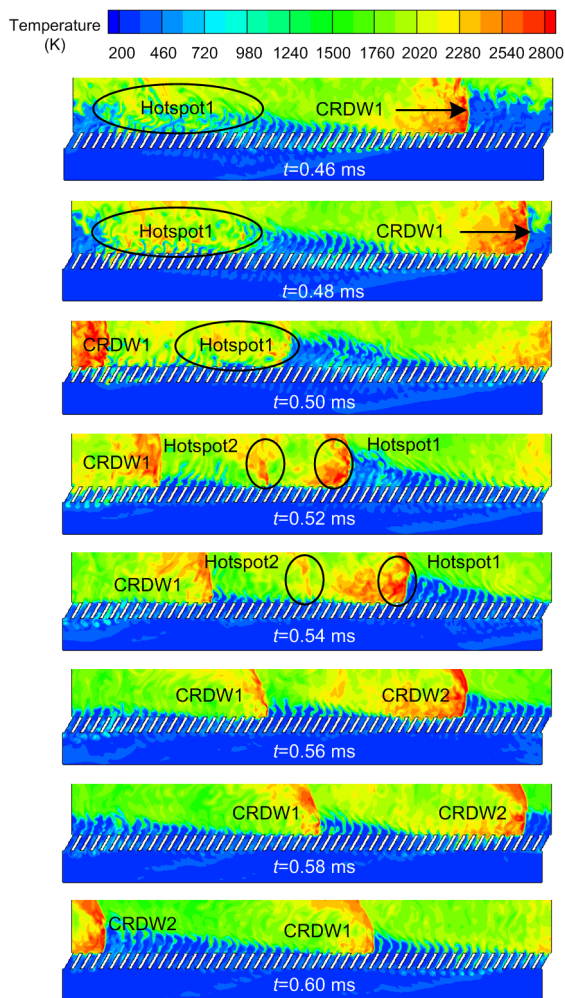 Temperature
(K)
200 460 720 980 1240 1500 1760 2020 2280 2540 2800
Hotspot1 CRDW1
t=0.46 ms
Hotspot1 CRDW1
t=0.48 ms
CRDW1 Hotspot1
t=0.50 ms
Hotspot2 Hotspot1
CRDW1
t=0.52 ms
Hotspot2 Hotspot1
CRDW1
t=0.54 ms
CRDW1 CRDW2
t=0.56 ms
CRDW1 CRDW2
t=0.58 ms
CRDW2 CRDW1
t=0.60 ms